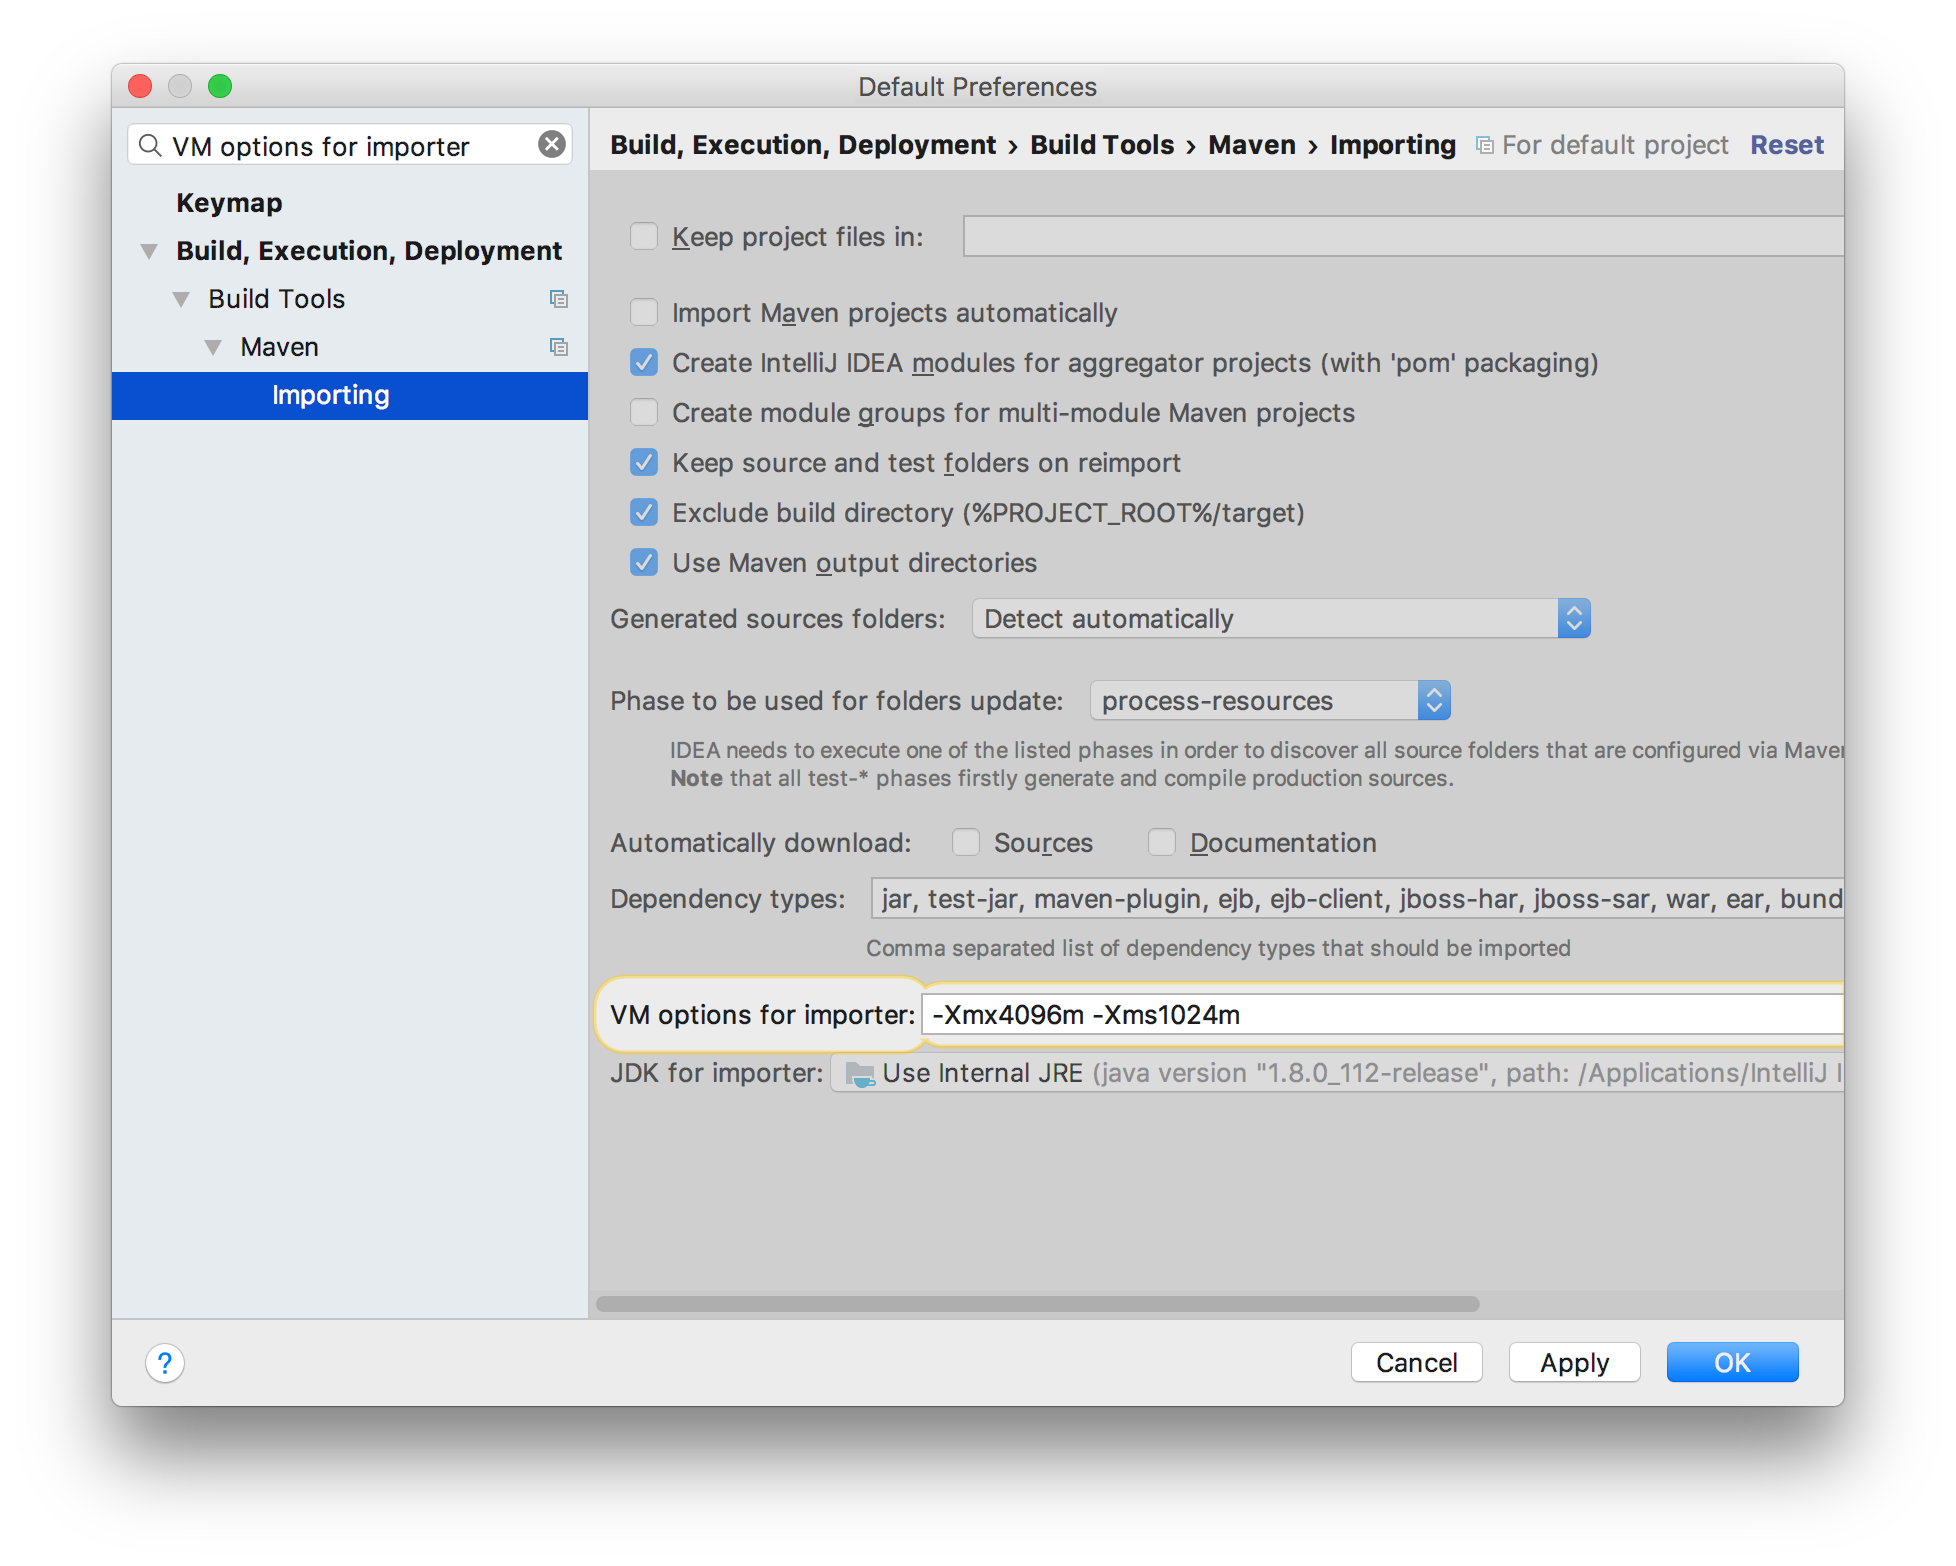 Default Preferences
VM options for importer
Keymap
Build, Execution, Deployment
Build Tools
Maven
Importing
Build, Execution, Deployment › Build Tools › Maven › Importing For default project Reset
Keep project files in:
Import Maven projects automatically
Create IntelliJ IDEA modules for aggregator projects (with 'pom' packaging)
Create module groups for multi-module Maven projects
Keep source and test folders on reimport
Exclude build directory (%PROJECT_ROOT%/target)
Use Maven output directories
Generated sources folders: Detect automatically
Phase to be used for folders update: process-resources
IDEA needs to execute one of the listed phases in order to discover all source folders that are configured via Maven
Note that all test-* phases firstly generate and compile production sources.
Automatically download: Sources Documentation
Dependency types: jar, test-jar, maven-plugin, ejb, ejb-client, jboss-har, jboss-sar, war, ear, bund
Comma separated list of dependency types that should be imported
VM options for importer: -Xmx4096m -Xms1024m
JDK for importer: Use Internal JRE (java version "1.8.0_112-release", path: /Applications/IntelliJ I
? Cancel Apply OK